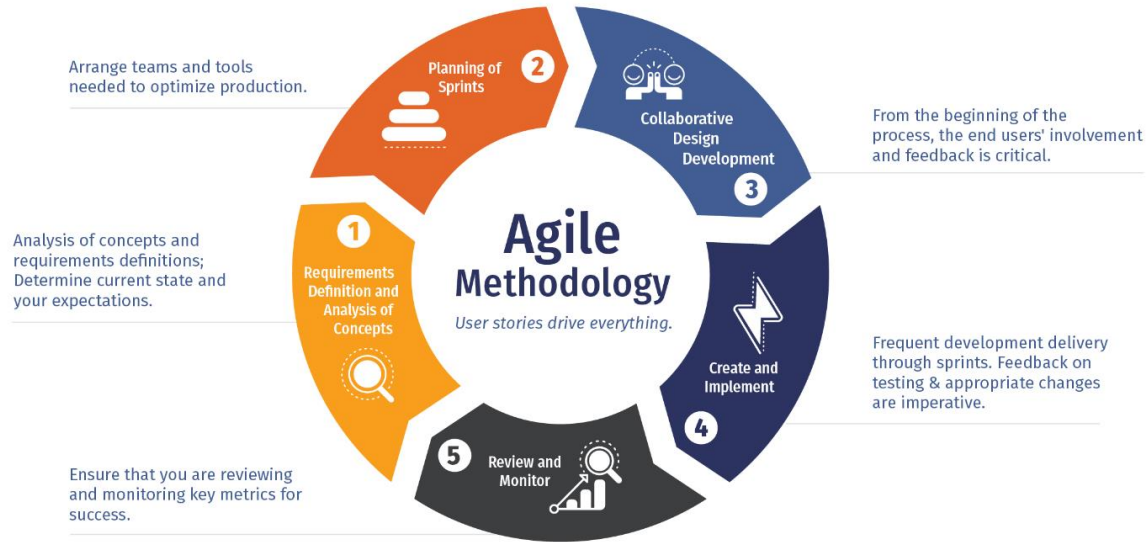 Agile
Methodology
User stories drive everything.
1
Requirements
Definition and
Analysis of
Concepts
Analysis of concepts and
requirements definitions;
Determine current state and
your expectations.
2
Planning of
Sprints
Arrange teams and tools
needed to optimize production.
3
Collaborative
Design
Development
From the beginning of the
process, the end users' involvement
and feedback is critical.
4
Create and
Implement
Frequent development delivery
through sprints. Feedback on
testing & appropriate changes
are imperative.
5
Review and
Monitor
Ensure that you are reviewing
and monitoring key metrics for
success.